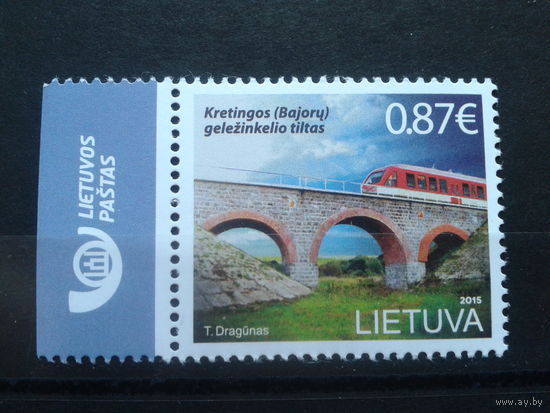 LIETUVOS
PAŠTAS
Kretingos (Bajorų)
geležinkelio tiltas
0.87€
T. Dragūnas
2015
LIETUVA
www.ay.by